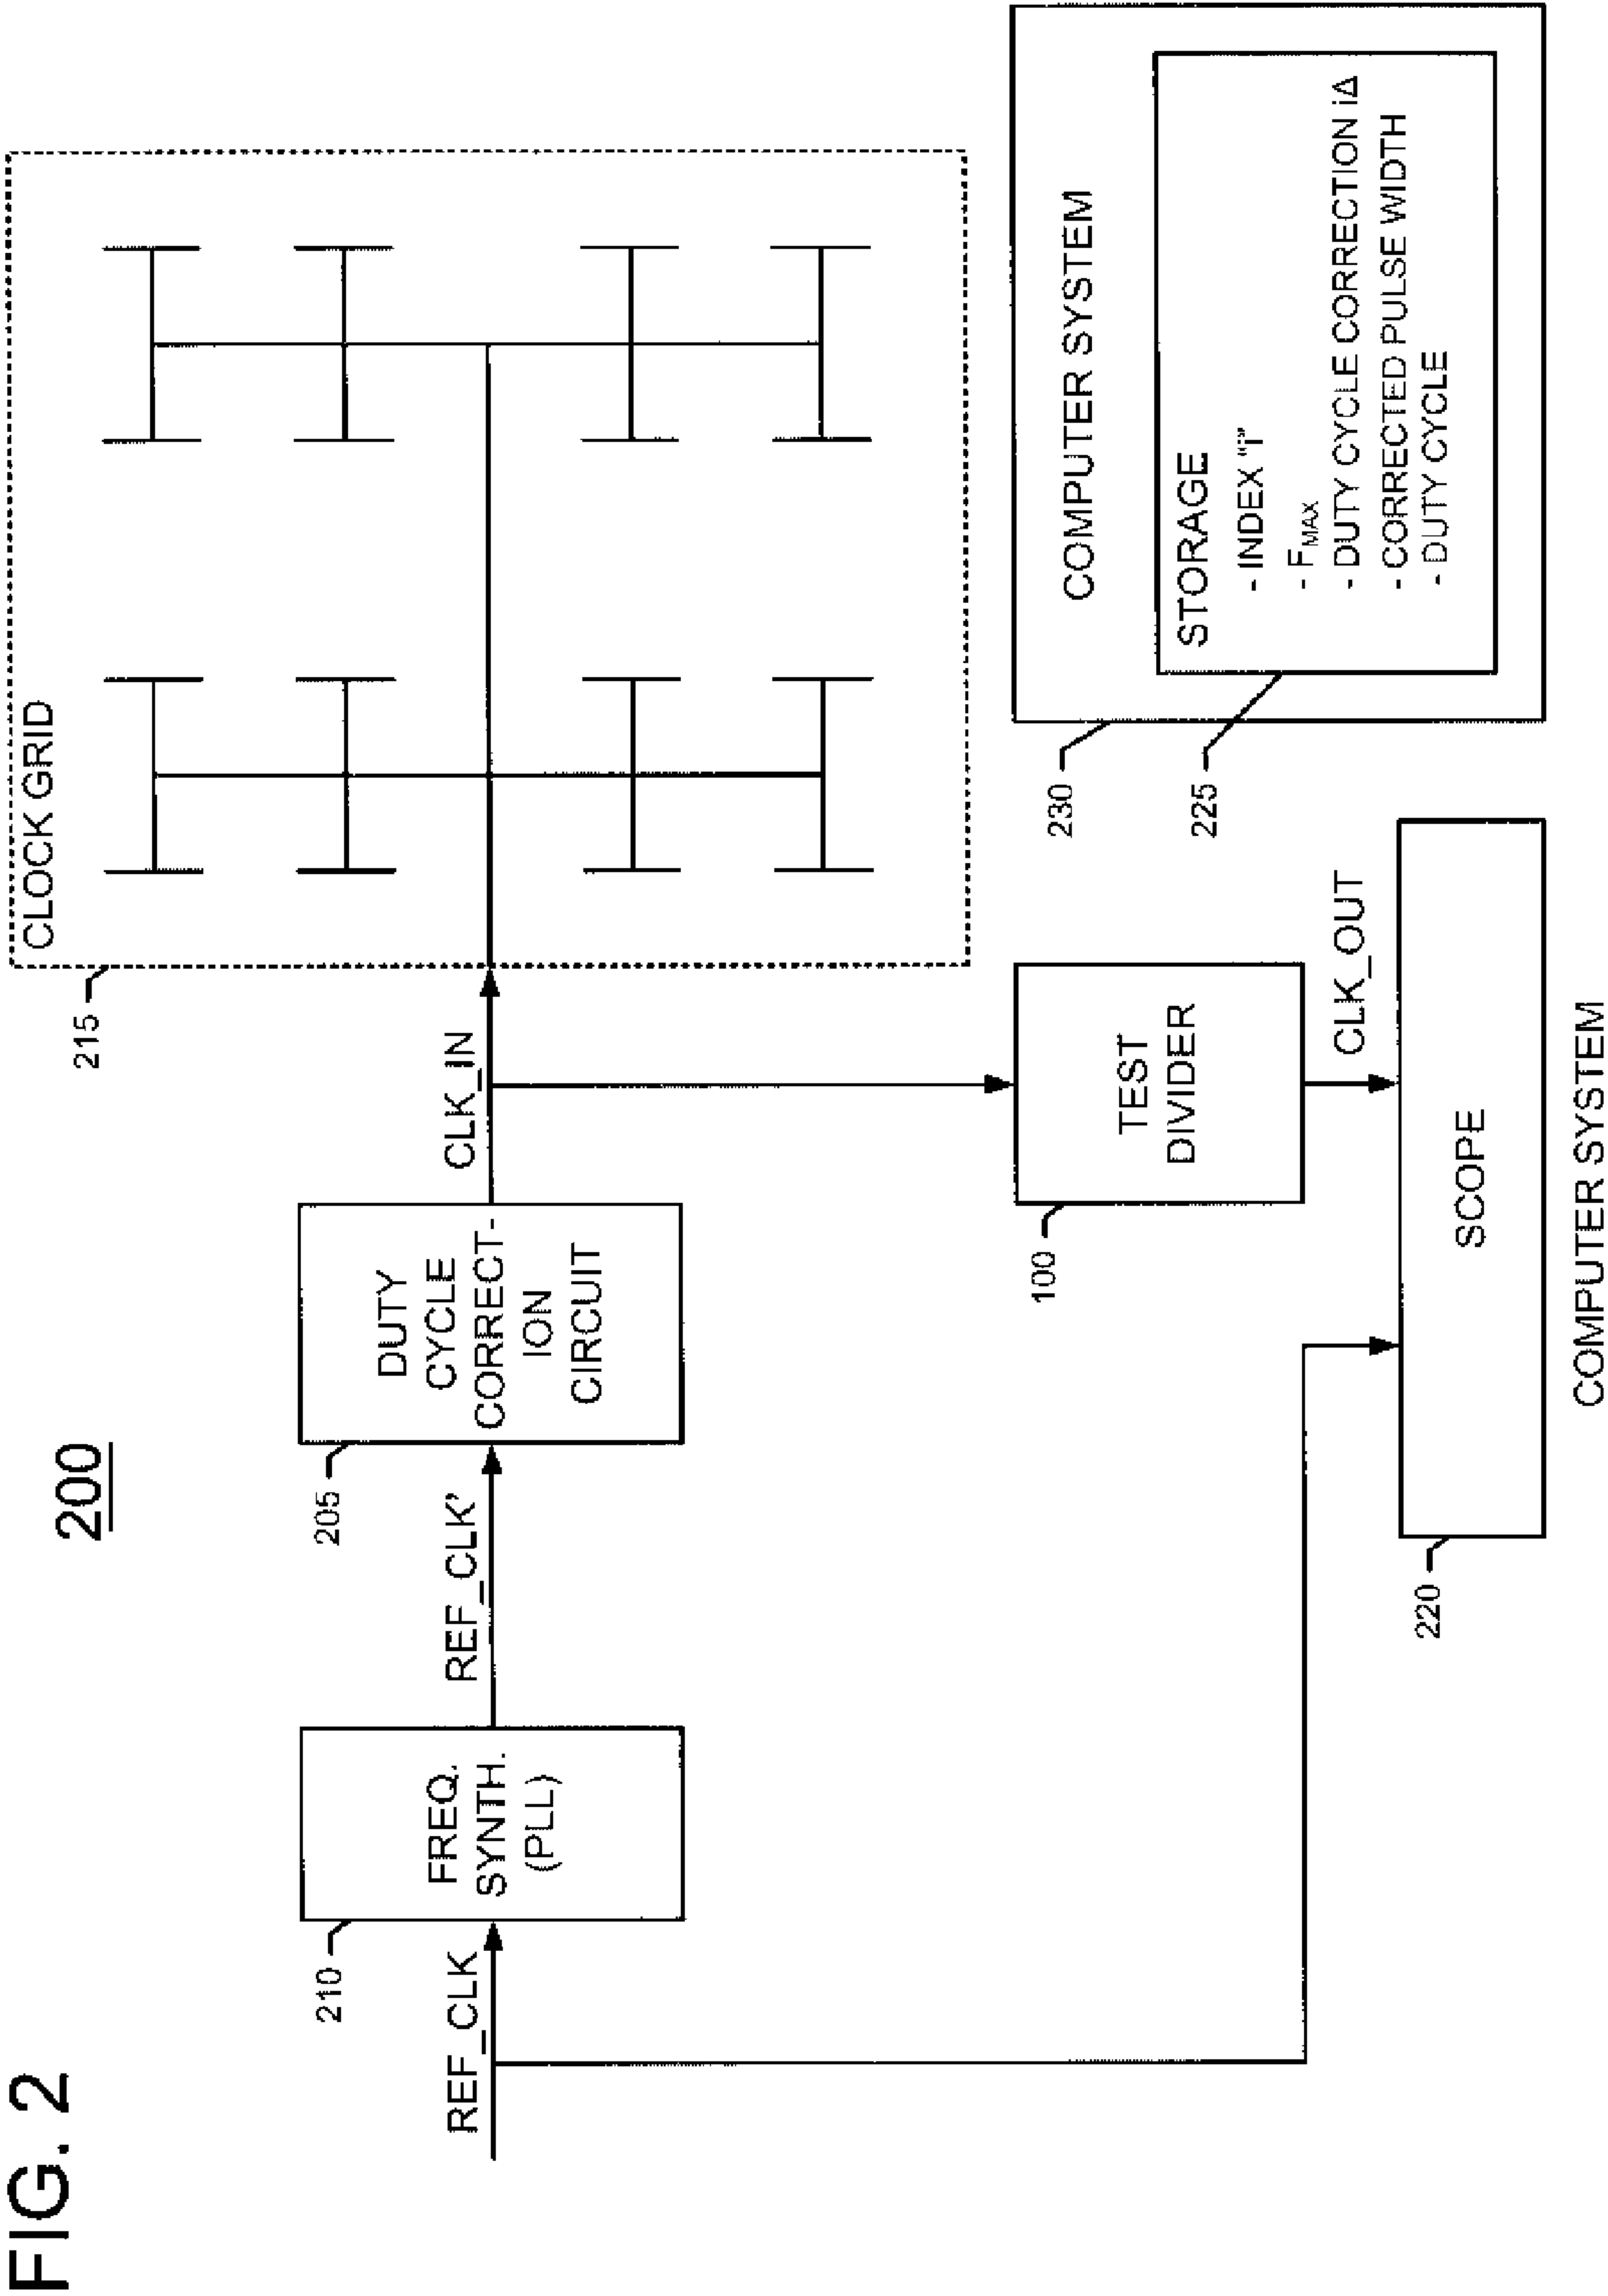 FIG. 2
200
REF_CLK
210
FREQ.
SYNTH.
(PLL)
REF_CLK'
205
DUTY
CYCLE
CORRECT-
ION
CIRCUIT
CLK_IN
215
CLOCK GRID
100
TEST
DIVIDER
CLK_OUT
220
SCOPE
COMPUTER SYSTEM
230
225
COMPUTER SYSTEM
STORAGE
- INDEX "i"
- FMAX
- DUTY CYCLE CORRECTION iΔ
- CORRECTED PULSE WIDTH
- DUTY CYCLE